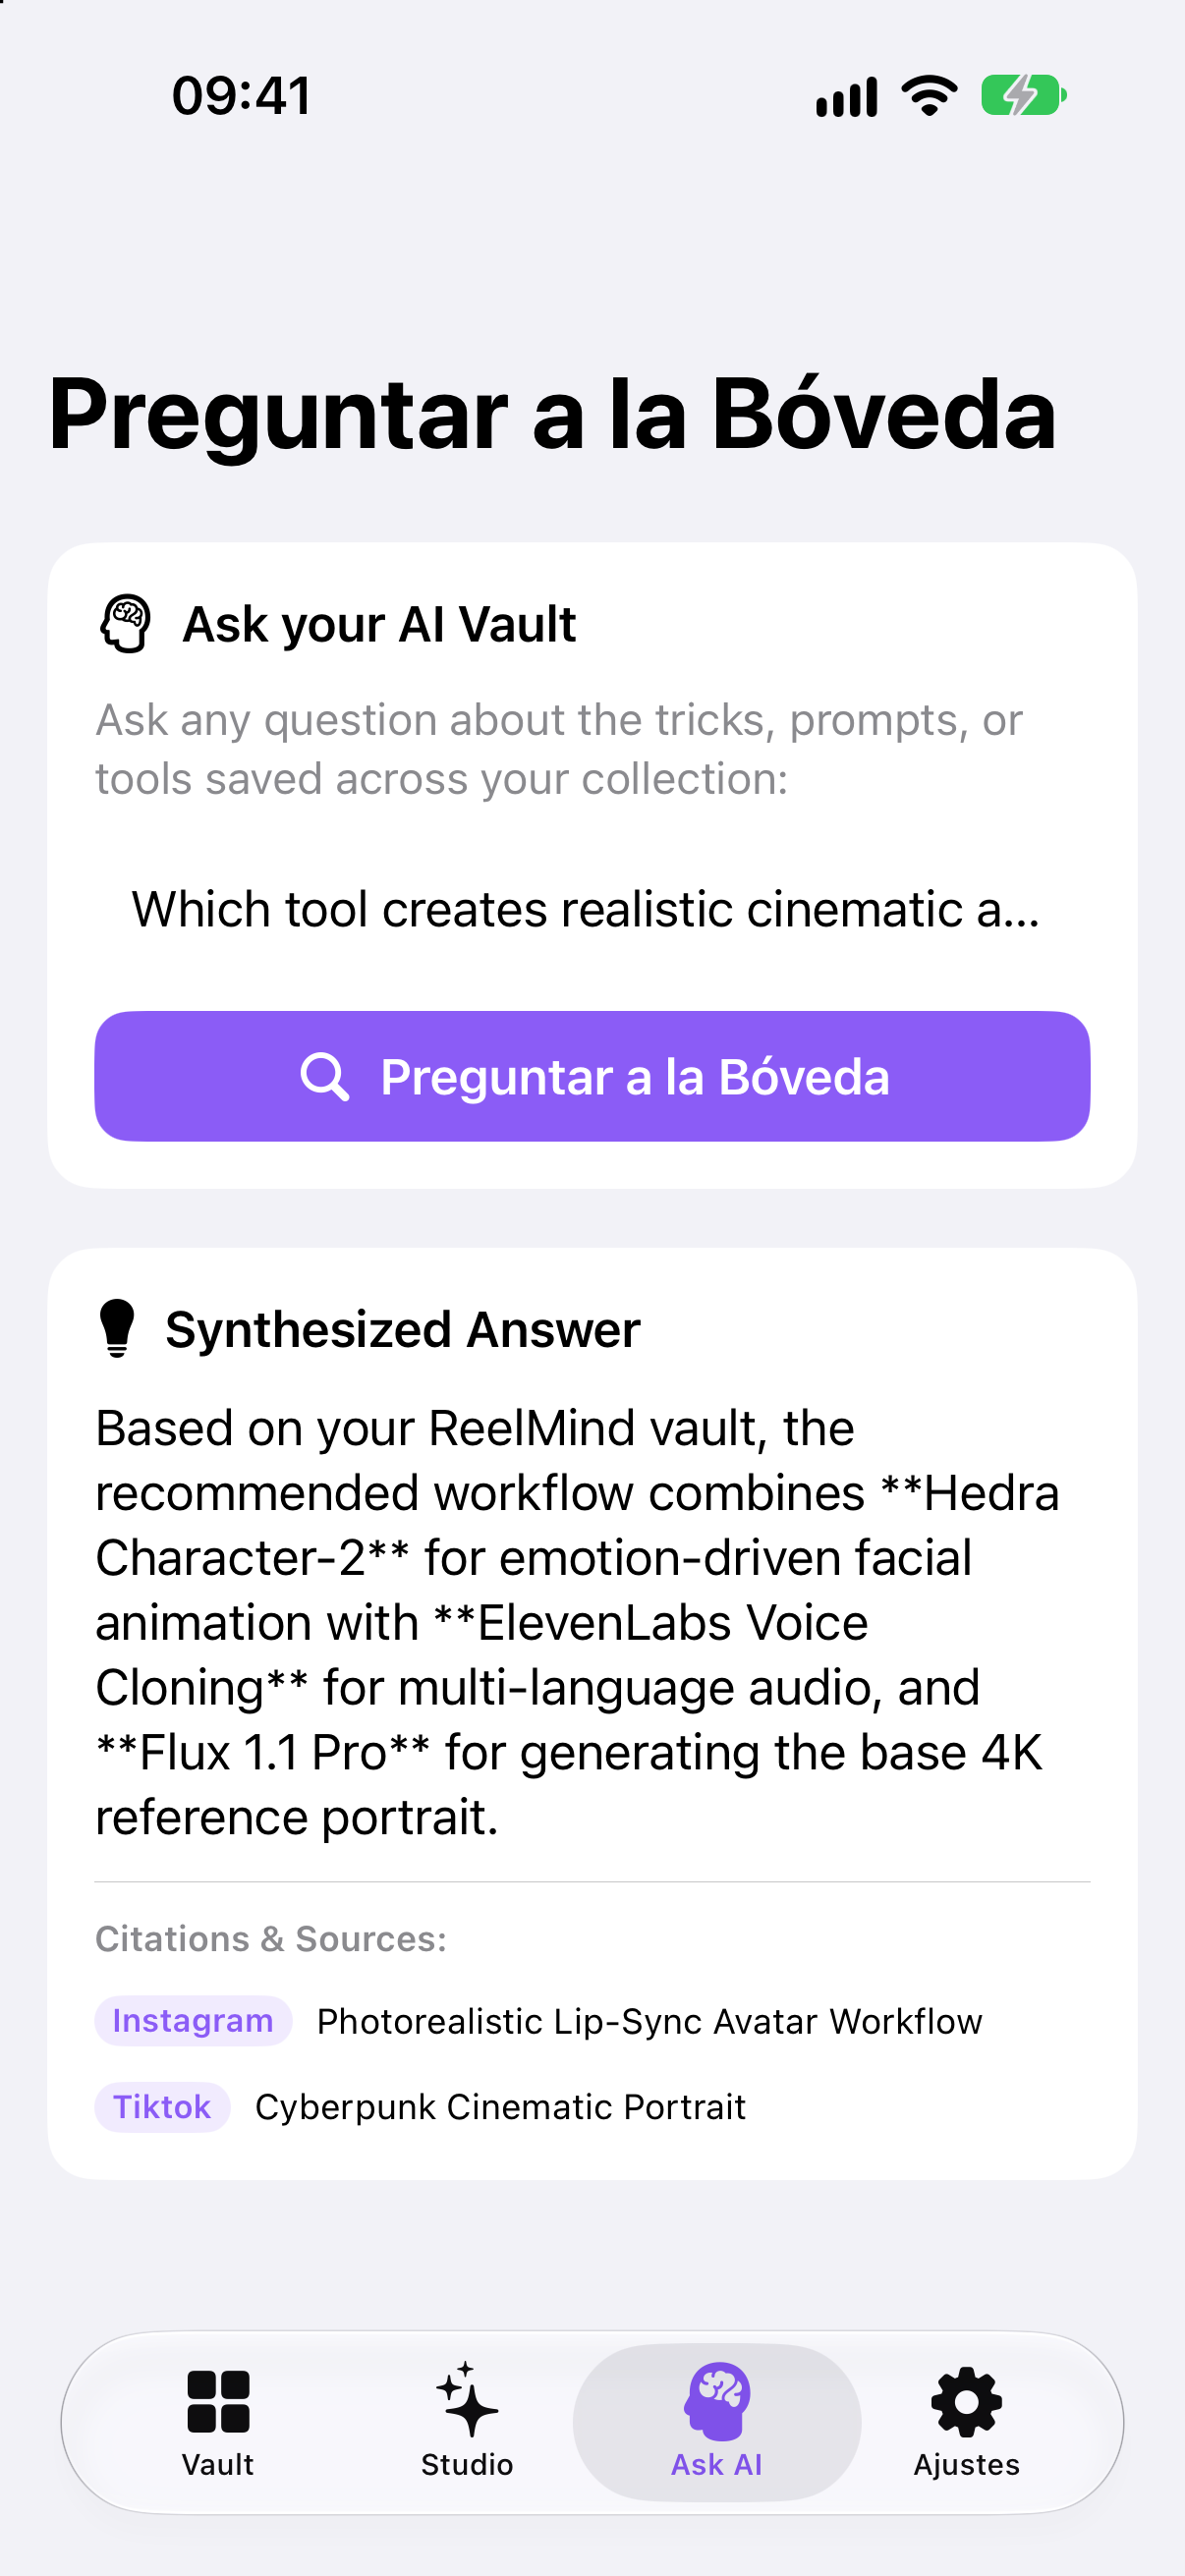 09:41
Preguntar a la Bóveda
Ask your AI Vault
Ask any question about the tricks, prompts, or
tools saved across your collection:
Which tool creates realistic cinematic a...
Preguntar a la Bóveda
Synthesized Answer
Based on your ReelMind vault, the
recommended workflow combines **Hedra
Character-2** for emotion-driven facial
animation with **ElevenLabs Voice
Cloning** for multi-language audio, and
**Flux 1.1 Pro** for generating the base 4K
reference portrait.
Citations & Sources:
Instagram Photorealistic Lip-Sync Avatar Workflow
Tiktok Cyberpunk Cinematic Portrait
Vault Studio Ask AI Ajustes